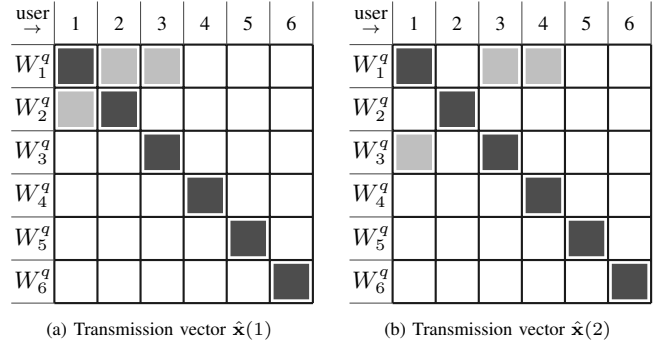 user → 1 2 3 4 5 6
W_1^q
W_2^q
W_3^q
W_4^q
W_5^q
W_6^q
(a) Transmission vector x̂(1)
user → 1 2 3 4 5 6
W_1^q
W_2^q
W_3^q
W_4^q
W_5^q
W_6^q
(b) Transmission vector x̂(2)